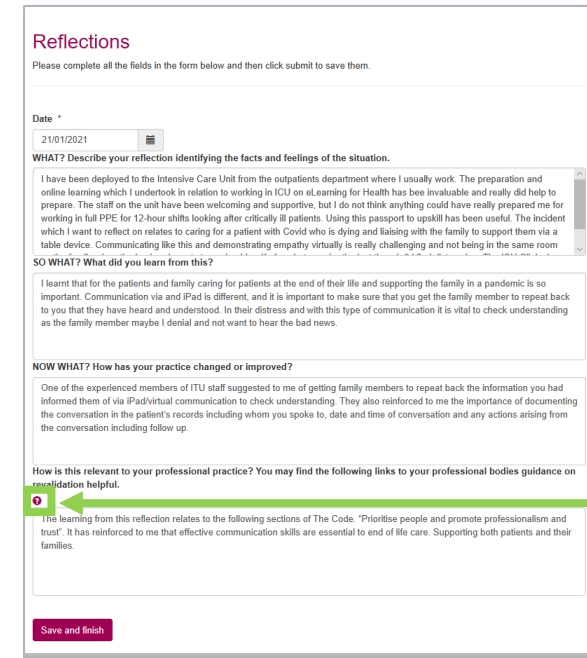 Reflections
Please complete all the fields in the form below and then click submit to save them.
Date *
21/01/2021
WHAT? Describe your reflection identifying the facts and feelings of the situation.
I have been deployed to the Intensive Care Unit from the outpatients department where I usually work. The preparation and
online learning which I undertook in relation to working in ICU on eLearning for Health has bee invaluable and really did help to
prepare. The staff on the unit have been welcoming and supportive, but I do not think anything could have really prepared me for
working in full PPE for 12-hour shifts looking after critically ill patients. Using this passport to upskill has been useful. The incident
which I want to reflect on relates to caring for a patient with Covid who is dying and liaising with the family to support them via a
table device. Communicating like this and demonstrating empathy virtually is really challenging and not being in the same room
SO WHAT? What did you learn from this?
I learnt that for the patients and family caring for patients at the end of their life and supporting the family in a pandemic is so
important. Communication via and iPad is different, and it is important to make sure that you get the family member to repeat back
to you that they have heard and understood. In their distress and with this type of communication it is vital to check understanding
as the family member maybe I denial and not want to hear the bad news.
NOW WHAT? How has your practice changed or improved?
One of the experienced members of ITU staff suggested to me of getting family members to repeat back the information you had
informed them of via iPad/virtual communication to check understanding. They also reinforced to me the importance of documenting
the conversation in the patient's records including whom you spoke to, date and time of conversation and any actions arising from
the conversation including follow up.
How is this relevant to your professional practice? You may find the following links to your professional bodies guidance on
revalidation helpful.
?
The learning from this reflection relates to the following sections of The Code. "Prioritise people and promote professionalism and
trust". It has reinforced to me that effective communication skills are essential to end of life care. Supporting both patients and their
families.
Save and finish